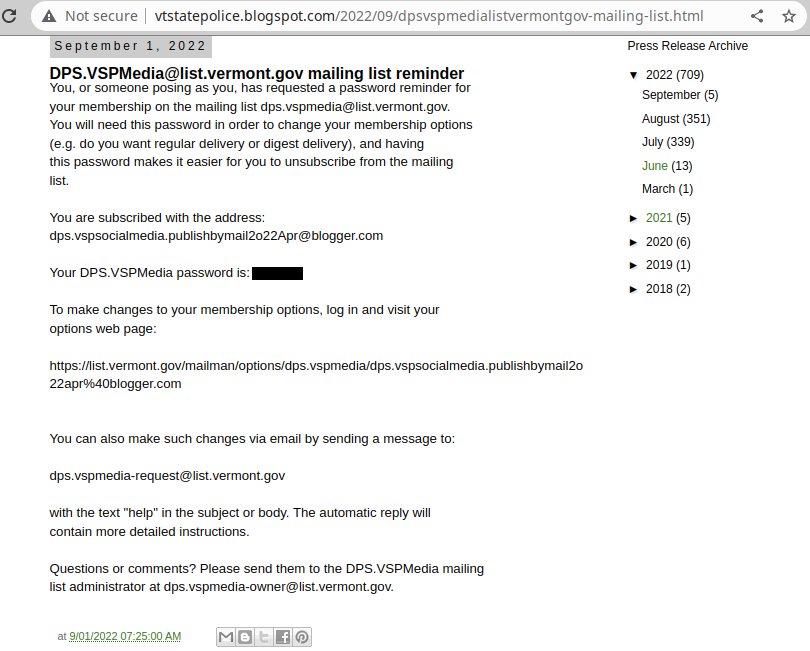 Not secure | vtstatepolice.blogspot.com/2022/09/dpsvspmedialistvermontgov-mailing-list.html
September 1, 2022
DPS.VSPMedia@list.vermont.gov mailing list reminder
You, or someone posing as you, has requested a password reminder for
your membership on the mailing list dps.vspmedia@list.vermont.gov.
You will need this password in order to change your membership options
(e.g. do you want regular delivery or digest delivery), and having
this password makes it easier for you to unsubscribe from the mailing
list.
You are subscribed with the address:
dps.vspsocialmedia.publishbymail2o22Apr@blogger.com
Your DPS.VSPMedia password is:
To make changes to your membership options, log in and visit your
options web page:
https://list.vermont.gov/mailman/options/dps.vspmedia/dps.vspsocialmedia.publishbymail2o
22apr%40blogger.com
You can also make such changes via email by sending a message to:
dps.vspmedia-request@list.vermont.gov
with the text "help" in the subject or body. The automatic reply will
contain more detailed instructions.
Questions or comments? Please send them to the DPS.VSPMedia mailing
list administrator at dps.vspmedia-owner@list.vermont.gov.
at 9/01/2022 07:25:00 AM
Press Release Archive
▼ 2022 (709)
September (5)
August (351)
July (339)
June (13)
March (1)
► 2021 (5)
► 2020 (6)
► 2019 (1)
► 2018 (2)